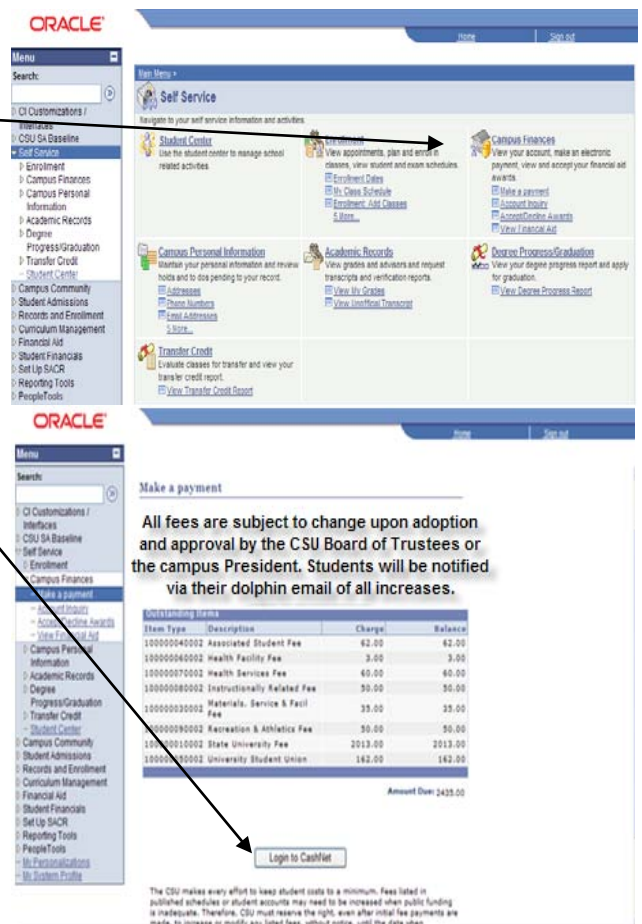 ORACLE'
Home Sign out
Menu
Search:
CI Customizations /
Interfaces
CSU SA Baseline
Self Service
Enrollment
Campus Finances
Campus Personal
Information
Academic Records
Degree
Progress/Graduation
Transfer Credit
Student Center
Campus Community
Student Admissions
Records and Enrollment
Curriculum Management
Financial Aid
Student Financials
Set Up SACR
Reporting Tools
PeopleTools
Main Menu >
Self Service
Navigate to your self service information and activities.
Student Center
Use the student center to manage school
related activities.
Enrollment
View appointments, plan and enroll in
classes, view student and exam schedules.
Enrollment Dates
My Class Schedule
Enrollment: Add Classes
5 More...
Campus Finances
View your account, make an electronic
payment, view and accept your financial aid
awards.
Make a payment
Account Inquiry
Accept/Decline Awards
View Financial Aid
Campus Personal Information
Maintain your personal information and review
holds and to dos pending to your record.
Addresses
Phone Numbers
Email Addresses
5 More...
Academic Records
View grades and advisors and request
transcripts and verification reports.
View My Grades
View Unofficial Transcript
Degree Progress/Graduation
View your degree progress report and apply
for graduation.
View Degree Progress Report
Transfer Credit
Evaluate classes for transfer and view your
transfer credit report.
View Transfer Credit Report
ORACLE'
Home Sign out
Menu
Search:
CI Customizations /
Interfaces
CSU SA Baseline
Self Service
Enrollment
Campus Finances
Make a payment
Account Inquiry
Accept/Decline Awards
View Financial Aid
Campus Personal
Information
Academic Records
Degree
Progress/Graduation
Transfer Credit
Student Center
Campus Community
Student Admissions
Records and Enrollment
Curriculum Management
Financial Aid
Student Financials
Set Up SACR
Reporting Tools
PeopleTools
My Personalizations
My System Profile
Make a payment
All fees are subject to change upon adoption
and approval by the CSU Board of Trustees or
the campus President. Students will be notified
via their dolphin email of all increases.
Outstanding Items
Item Type Description Charge Balance
100000040002 Associated Student Fee 62.00 62.00
100000060002 Health Facility Fee 3.00 3.00
100000070002 Health Services Fee 60.00 60.00
100000080002 Instructionally Related Fee 50.00 50.00
100000030002 Materials, Service & Facil
Fee 35.00 35.00
100000090002 Recreation & Athletics Fee 50.00 50.00
100000010002 State University Fee 2013.00 2013.00
100000050002 University Student Union 162.00 162.00
Amount Due: 2435.00
Login to CashNet
The CSU makes every effort to keep student costs to a minimum. Fees listed in
published schedules or student accounts may need to be increased when public funding
is inadequate. Therefore, CSU must reserve the right, even after initial fee payments are
made, to increase or modify any listed fees, without notice, until the date when